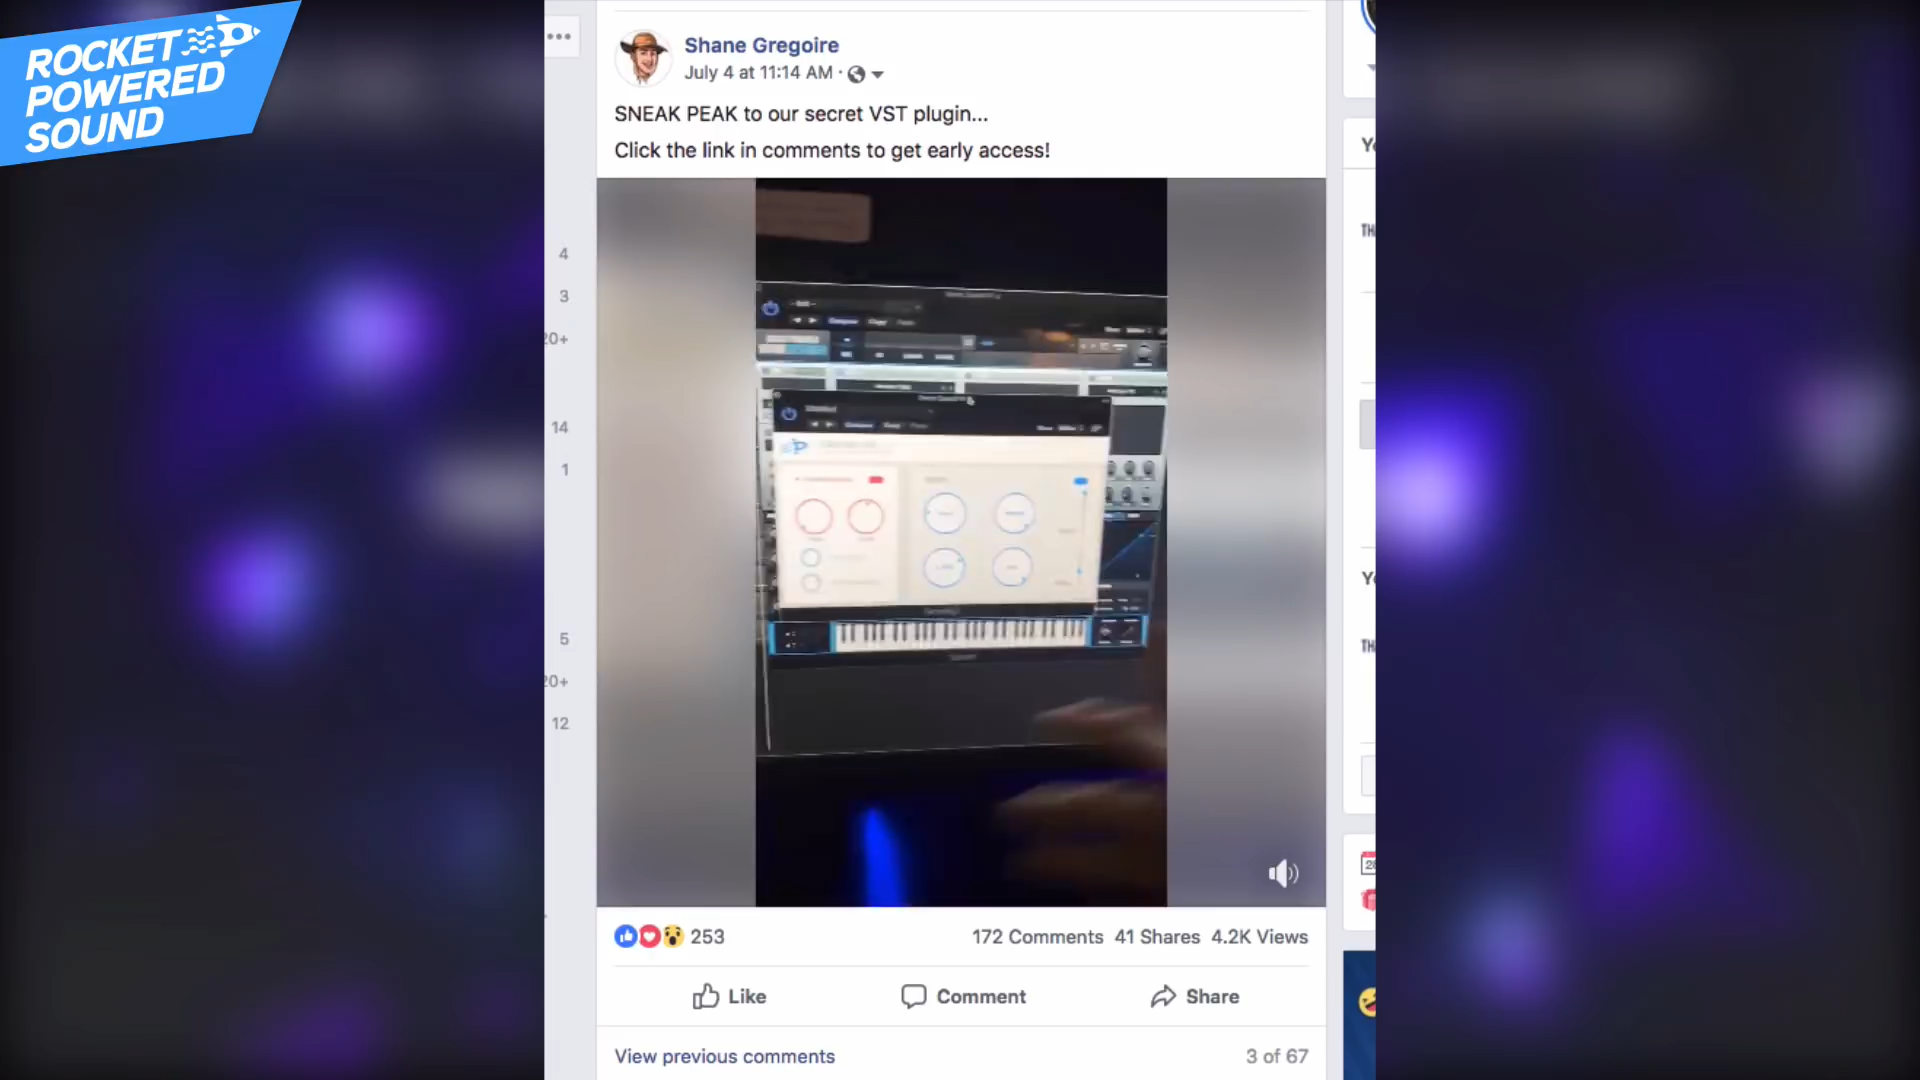 ROCKET
POWERED
SOUND
Shane Gregoire
July 4 at 11:14 AM ·
SNEAK PEAK to our secret VST plugin...
Click the link in comments to get early access!
4
3
20+
14
1
5
20+
12
253
172 Comments 41 Shares 4.2K Views
Like
Comment
Share
View previous comments
3 of 67